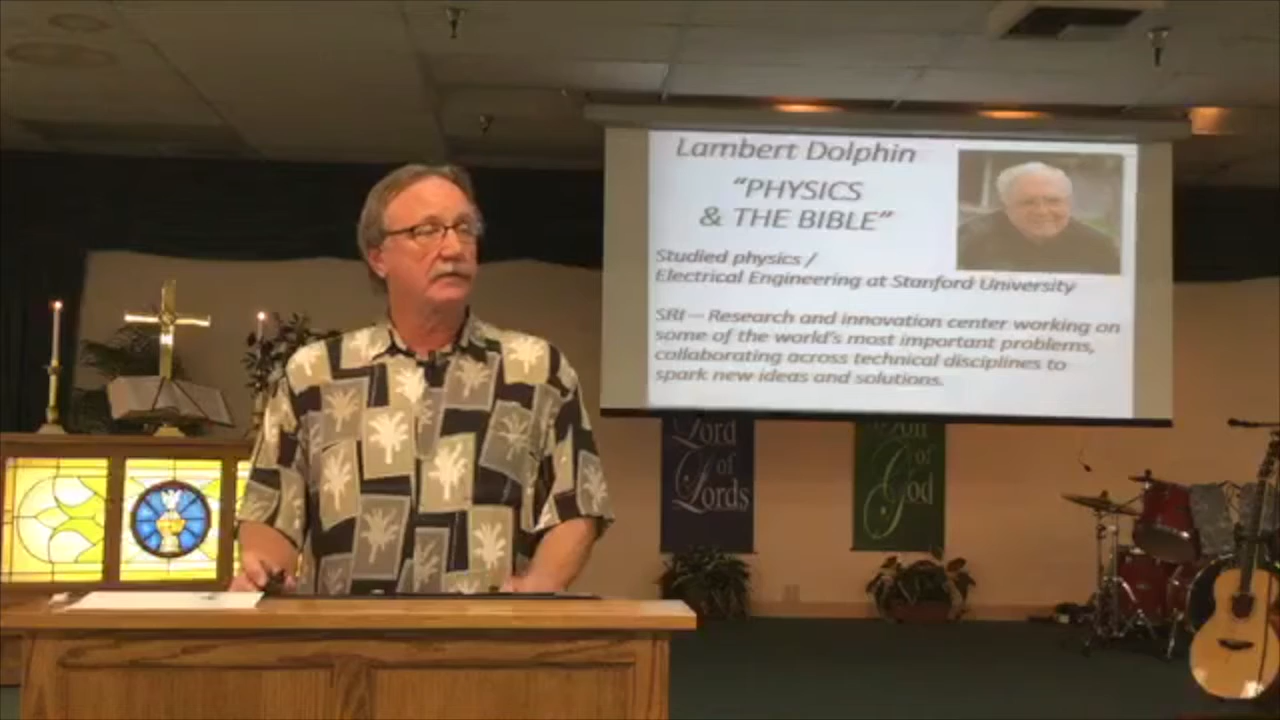 Lambert Dolphin
"PHYSICS
& THE BIBLE"
Studied physics /
Electrical Engineering at Stanford University
SRI — Research and innovation center working on
some of the world's most important problems,
collaborating across technical disciplines to
spark new ideas and solutions.
Lord
of
Lords
Son
of
God